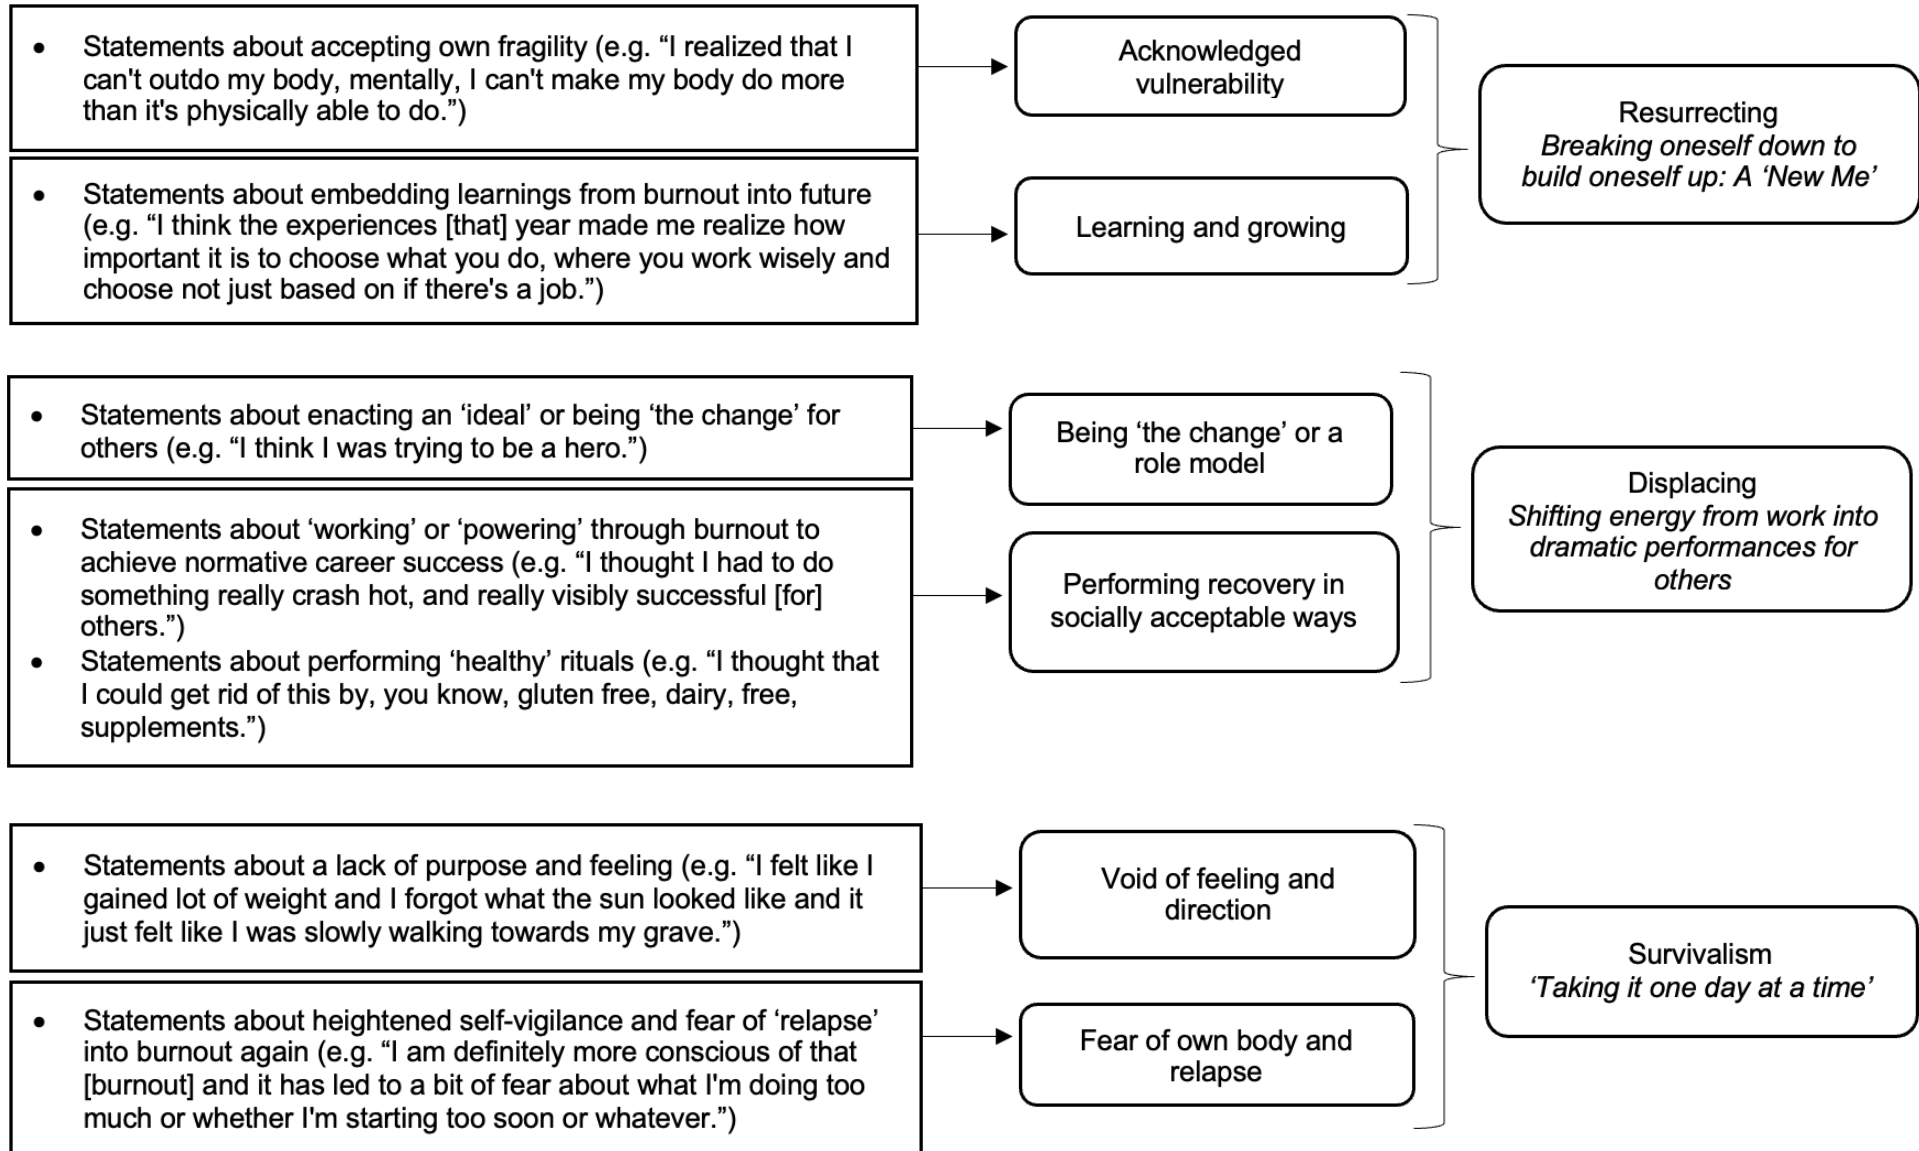 • Statements about accepting own fragility (e.g. “I realized that I
can't outdo my body, mentally, I can't make my body do more
than it's physically able to do.”)
Acknowledged
vulnerability
• Statements about embedding learnings from burnout into future
(e.g. “I think the experiences [that] year made me realize how
important it is to choose what you do, where you work wisely and
choose not just based on if there's a job.”)
Learning and growing
Resurrecting
Breaking oneself down to
build oneself up: A ‘New Me’
• Statements about enacting an ‘ideal’ or being ‘the change’ for
others (e.g. “I think I was trying to be a hero.”)
Being ‘the change’ or a
role model
• Statements about ‘working’ or ‘powering’ through burnout to
achieve normative career success (e.g. “I thought I had to do
something really crash hot, and really visibly successful [for]
others.”)
• Statements about performing ‘healthy’ rituals (e.g. “I thought that
I could get rid of this by, you know, gluten free, dairy, free,
supplements.”)
Performing recovery in
socially acceptable ways
Displacing
Shifting energy from work into
dramatic performances for
others
• Statements about a lack of purpose and feeling (e.g. “I felt like I
gained lot of weight and I forgot what the sun looked like and it
just felt like I was slowly walking towards my grave.”)
Void of feeling and
direction
• Statements about heightened self-vigilance and fear of ‘relapse’
into burnout again (e.g. “I am definitely more conscious of that
[burnout] and it has led to a bit of fear about what I'm doing too
much or whether I'm starting too soon or whatever.”)
Fear of own body and
relapse
Survivalism
‘Taking it one day at a time’